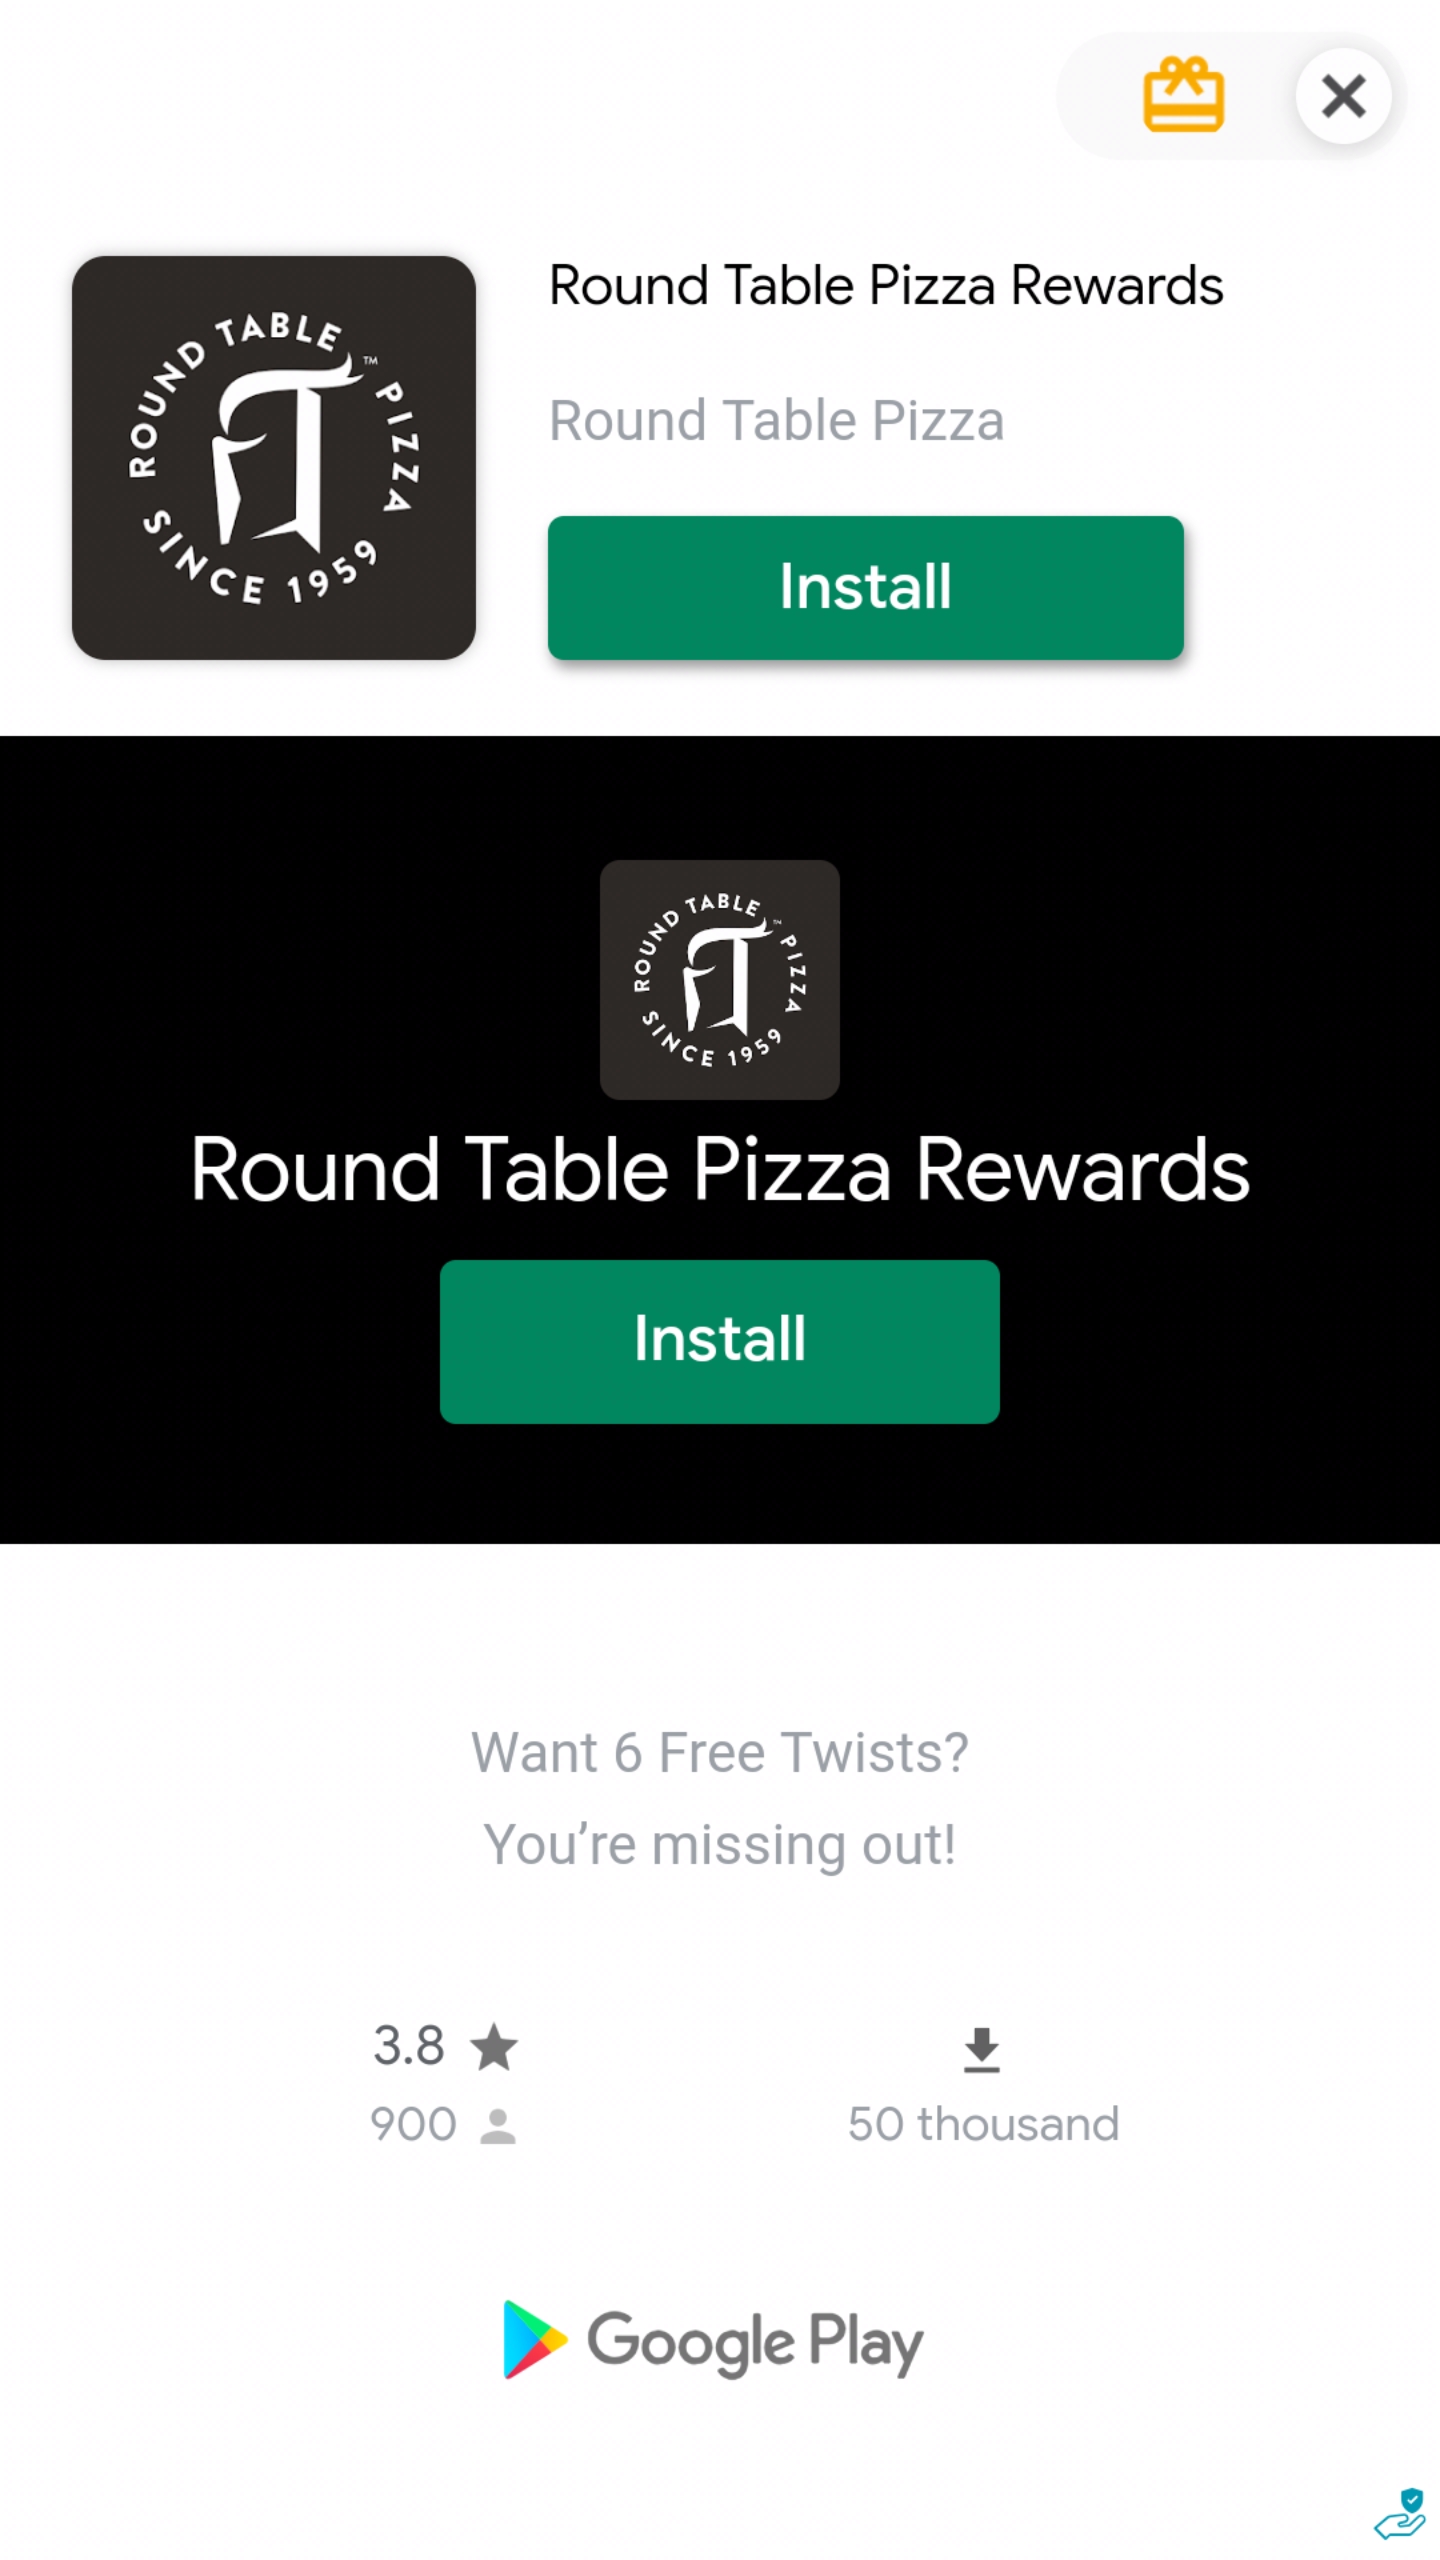 Round Table Pizza Rewards
Round Table Pizza
Install
ROUND TABLE PIZZA ™
SINCE 1959
ROUND TABLE PIZZA ™
SINCE 1959
Round Table Pizza Rewards
Install
Want 6 Free Twists?
You’re missing out!
3.8
900
50 thousand
Google Play